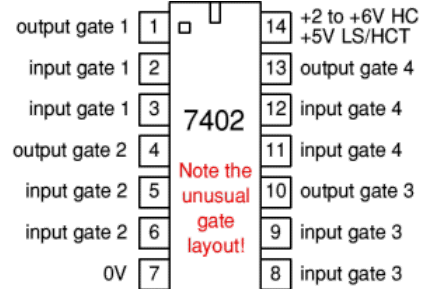 output gate 1 1
input gate 1 2
input gate 1 3
output gate 2 4
input gate 2 5
input gate 2 6
0V 7
7402
Note the
unusual
gate
layout!
14 +2 to +6V HC
+5V LS/HCT
13 output gate 4
12 input gate 4
11 input gate 4
10 output gate 3
9 input gate 3
8 input gate 3